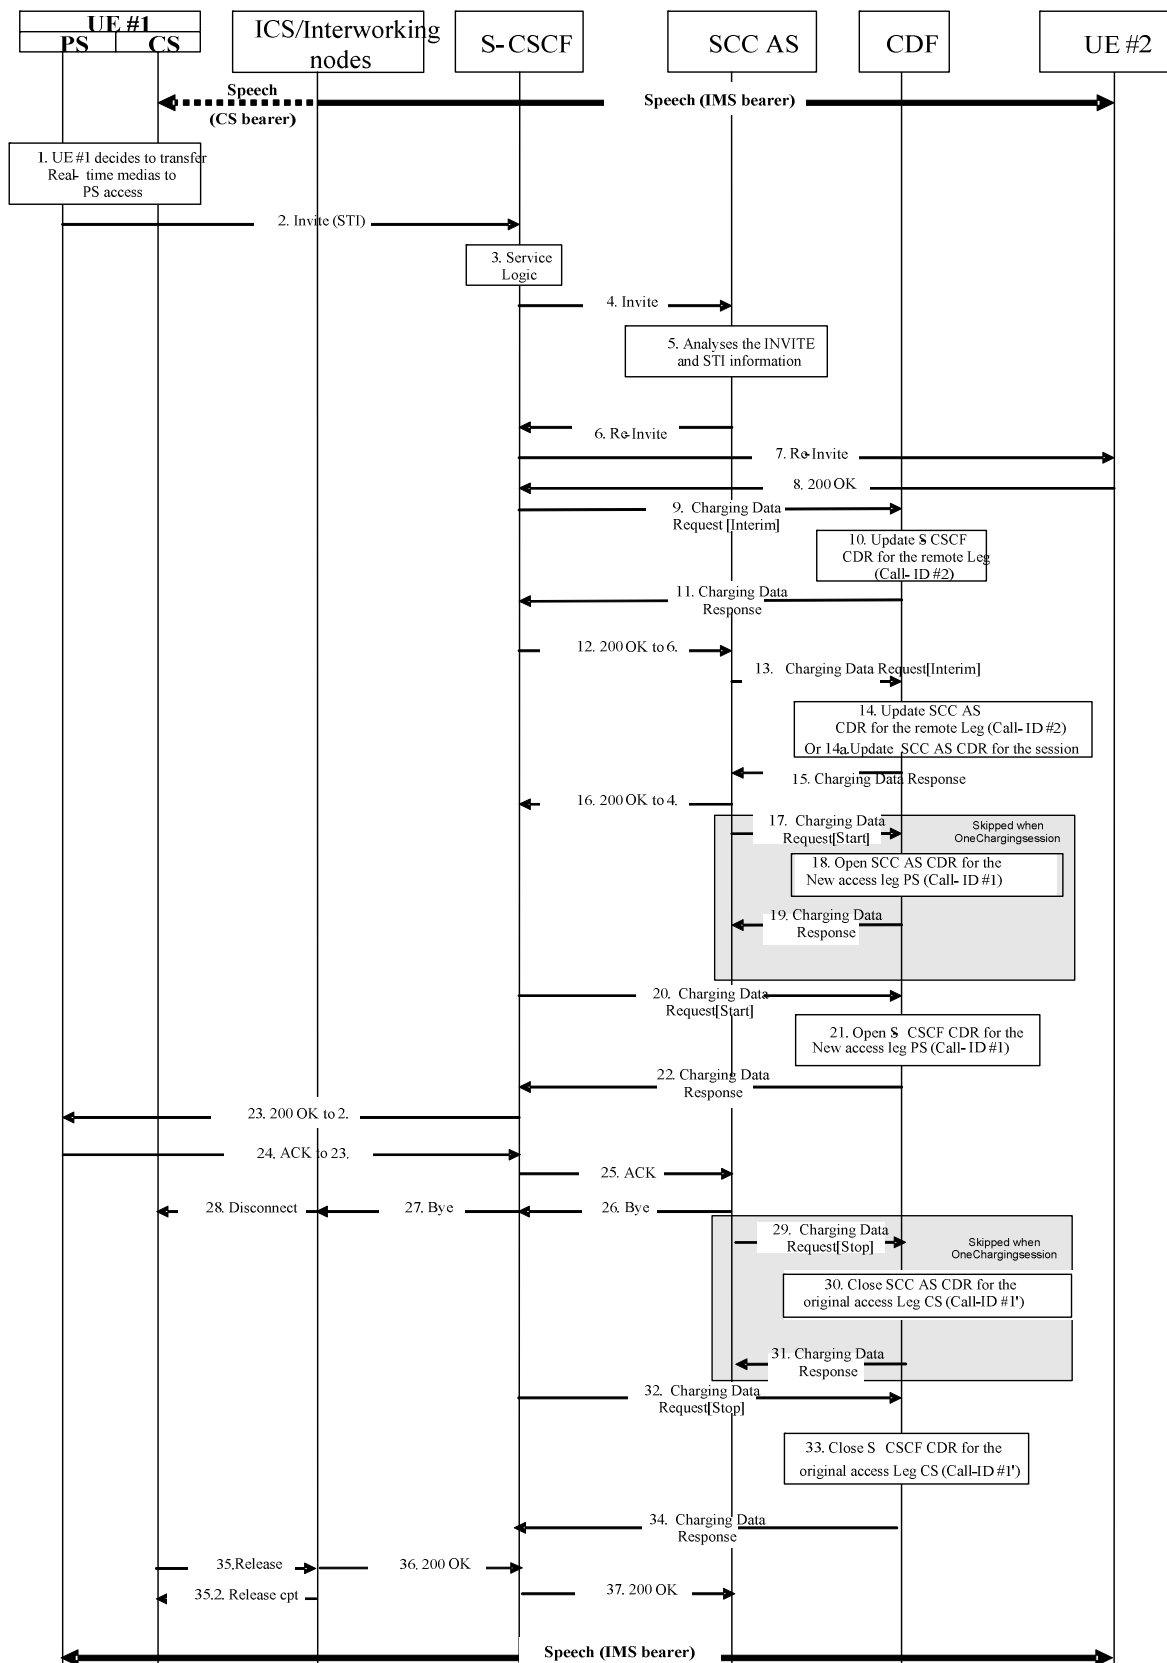 UE #1
PS
CS
ICS/Interworking
nodes
S-CSCF
SCC AS
CDF
UE #2
Speech
(CS bearer)
Speech (IMS bearer)
1. UE #1 decides to transfer
Real- time medias to
PS access
2. Invite (STI)
3. Service
Logic
4. Invite
5. Analyses the INVITE
and STI information
6. Re-Invite
7. Re-Invite
8. 200 OK
9. Charging Data
Request [Interim]
10. Update S CSCF
CDR for the remote Leg
(Call- ID #2)
11. Charging Data
Response
12. 200 OK to 6.
13. Charging Data Request[Interim]
14. Update SCC AS
CDR for the remote Leg (Call- ID #2)
Or 14a.Update SCC AS CDR for the session
15. Charging Data Response
16. 200 OK to 4.
17. Charging Data
Request[Start]
Skipped when
OneChargingsession
18. Open SCC AS CDR for the
New access leg PS (Call- ID #1)
19. Charging Data
Response
20. Charging Data
Request[Start]
21. Open S CSCF CDR for the
New access leg PS (Call- ID #1)
22. Charging Data
Response
23. 200 OK to 2.
24. ACK to 23.
25. ACK
28. Disconnect
27. Bye
26. Bye
29. Charging Data
Request[Stop]
Skipped when
OneChargingsession
30. Close SCC AS CDR for the
original access Leg CS (Call-ID #1')
31. Charging Data
Response
32. Charging Data
Request[Stop]
33. Close S CSCF CDR for the
original access Leg CS (Call-ID #1')
34. Charging Data
Response
35.Release
36. 200 OK
35.2. Release cpt
37. 200 OK
Speech (IMS bearer)